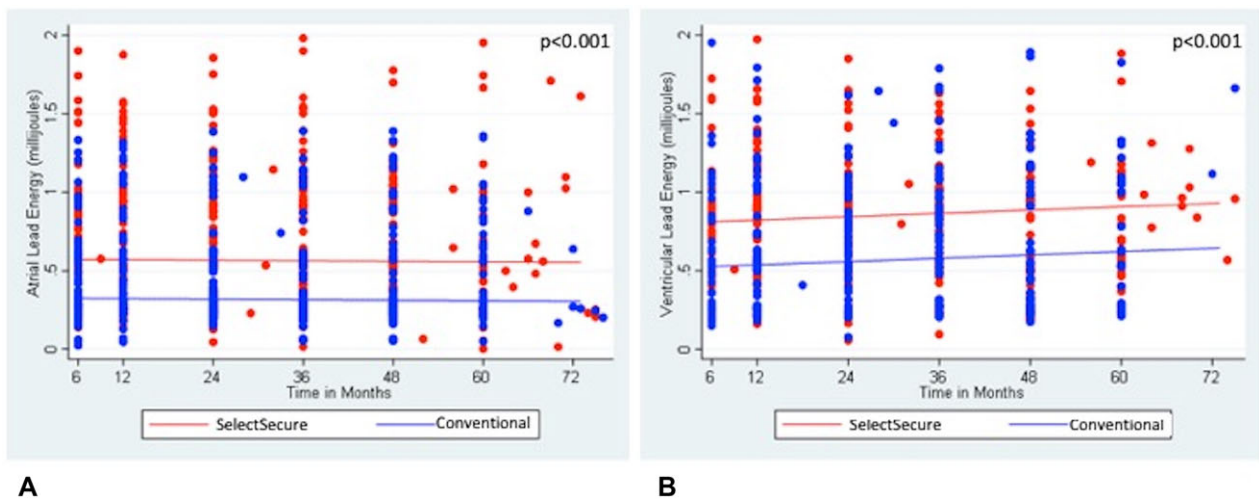 p<0.001
Atrial Lead Energy (millijoules)
2
1.5
1
.5
0
6 12 24 36 48 60 72
Time in Months
SelectSecure Conventional
A
p<0.001
Ventricular Lead Energy (millijoules)
2
1.5
1
.5
0
6 12 24 36 48 60 72
Time in Months
SelectSecure Conventional
B